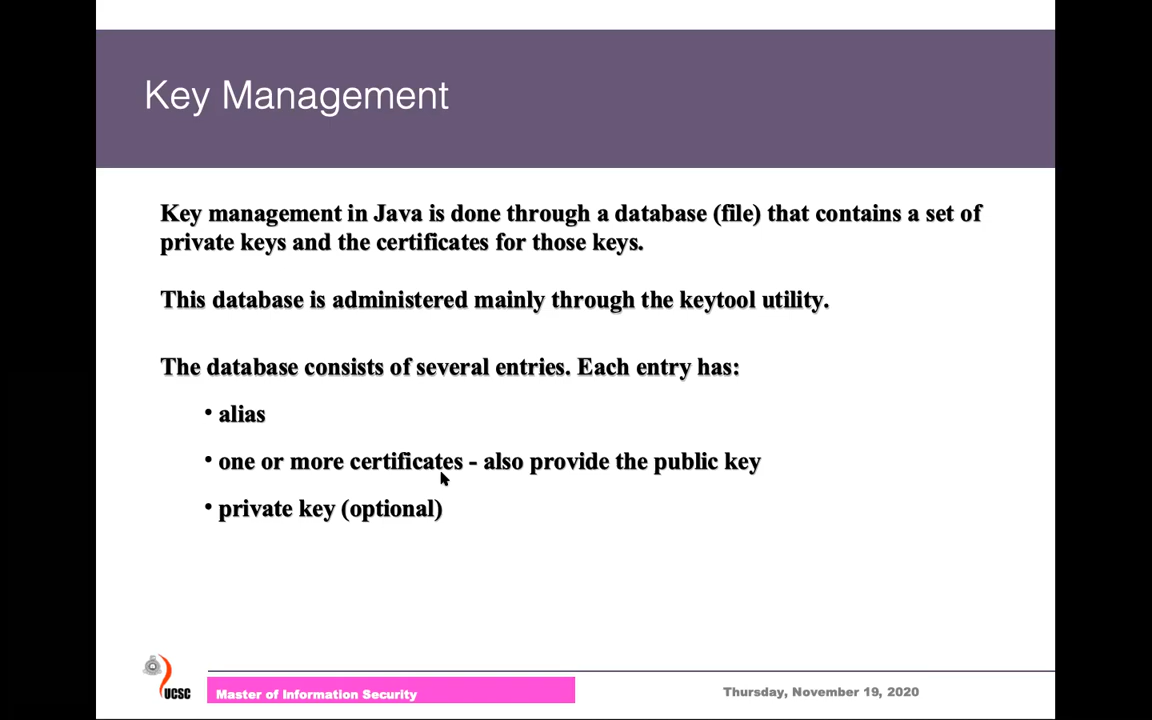 Key Management
Key management in Java is done through a database (file) that contains a set of
private keys and the certificates for those keys.
This database is administered mainly through the keytool utility.
The database consists of several entries. Each entry has:
• alias
• one or more certificates - also provide the public key
• private key (optional)
UCSC
Master of Information Security
Thursday, November 19, 2020